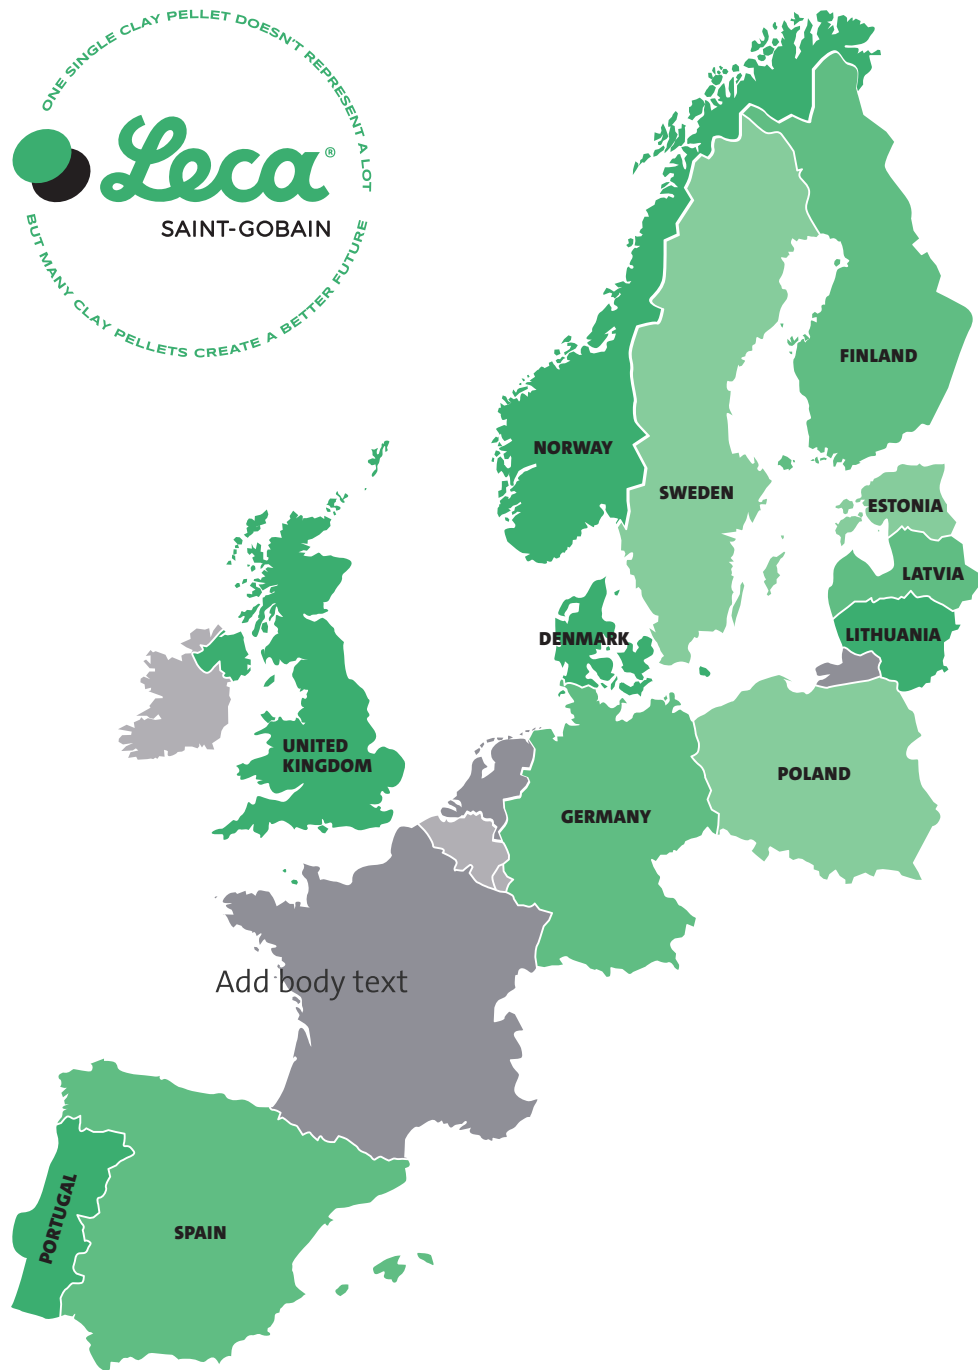 ONE SINGLE CLAY PELLET DOESN'T REPRESENT A LOT
Leca®
SAINT-GOBAIN
BUT MANY CLAY PELLETS CREATE A BETTER FUTURE
FINLAND
NORWAY
SWEDEN
ESTONIA
LATVIA
LITHUANIA
DENMARK
UNITED
KINGDOM
POLAND
GERMANY
Add body text
PORTUGAL
SPAIN